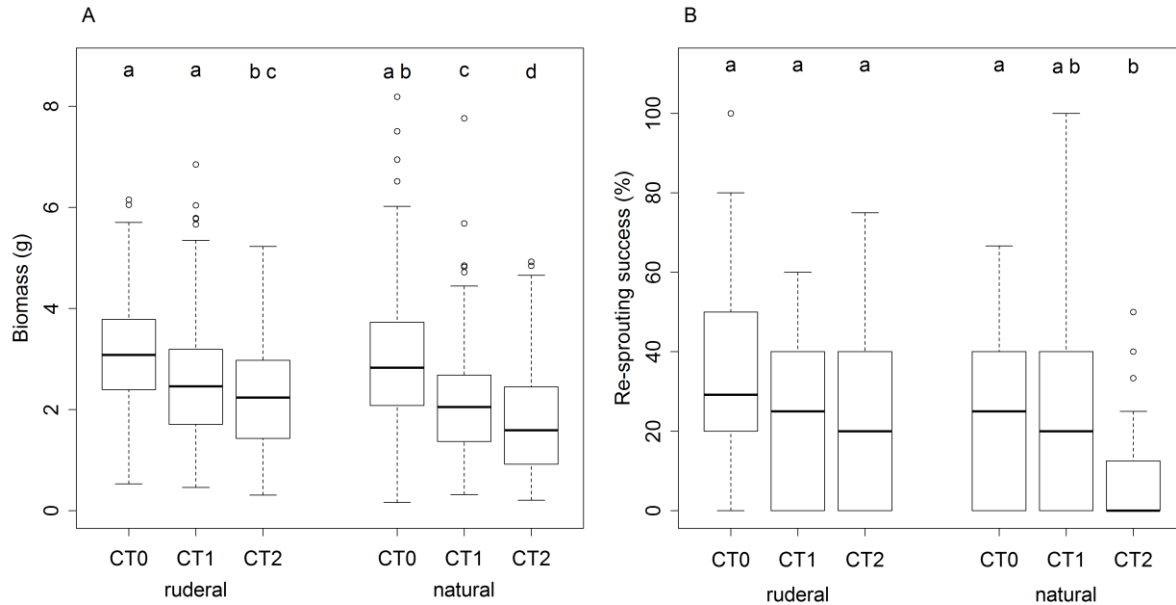 A
a a b c a b c d
Biomass (g)
8
6
4
2
0
CT0 CT1 CT2 CT0 CT1 CT2
ruderal natural
B
a a a a a b b
Re-sprouting success (%)
100
80
60
40
20
0
CT0 CT1 CT2 CT0 CT1 CT2
ruderal natural